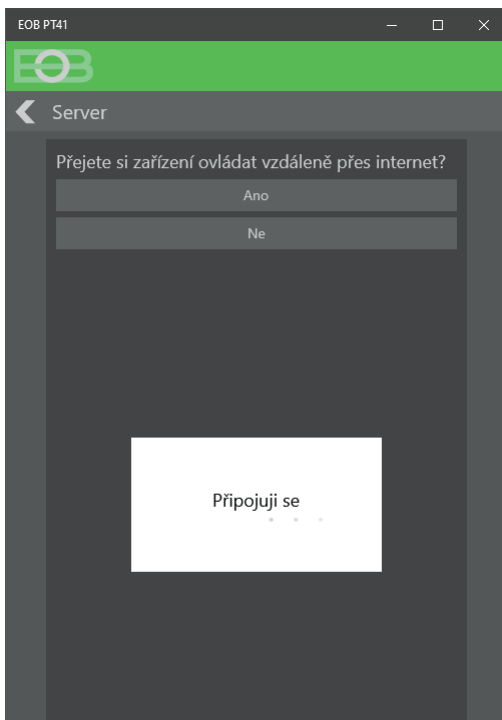 EOB PT41
EOB
Server
Přejete si zařízení ovládat vzdáleně přes internet?
Ano
Ne
Připojuji se